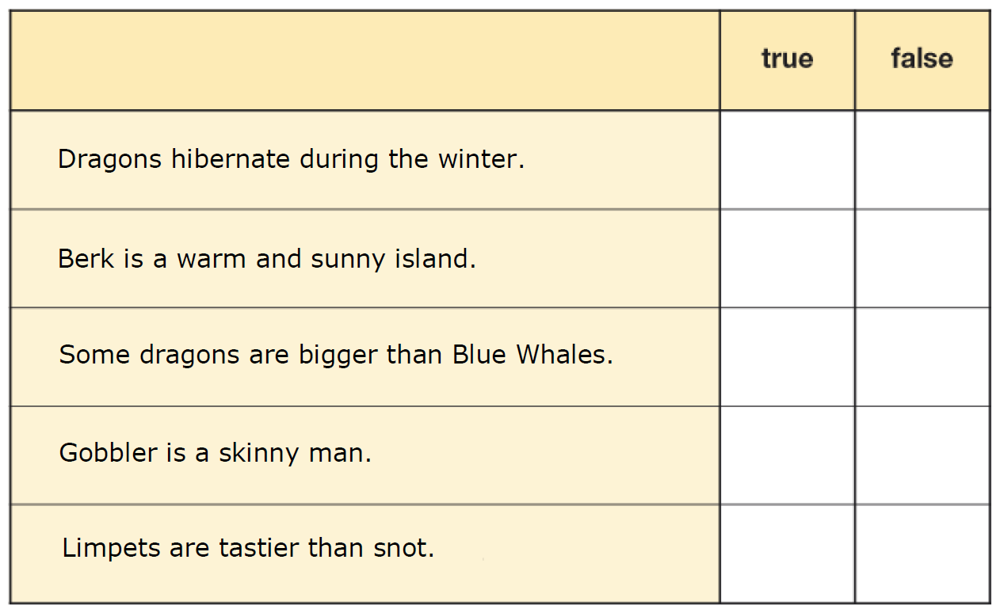 true false
Dragons hibernate during the winter.
Berk is a warm and sunny island.
Some dragons are bigger than Blue Whales.
Gobbler is a skinny man.
Limpets are tastier than snot.